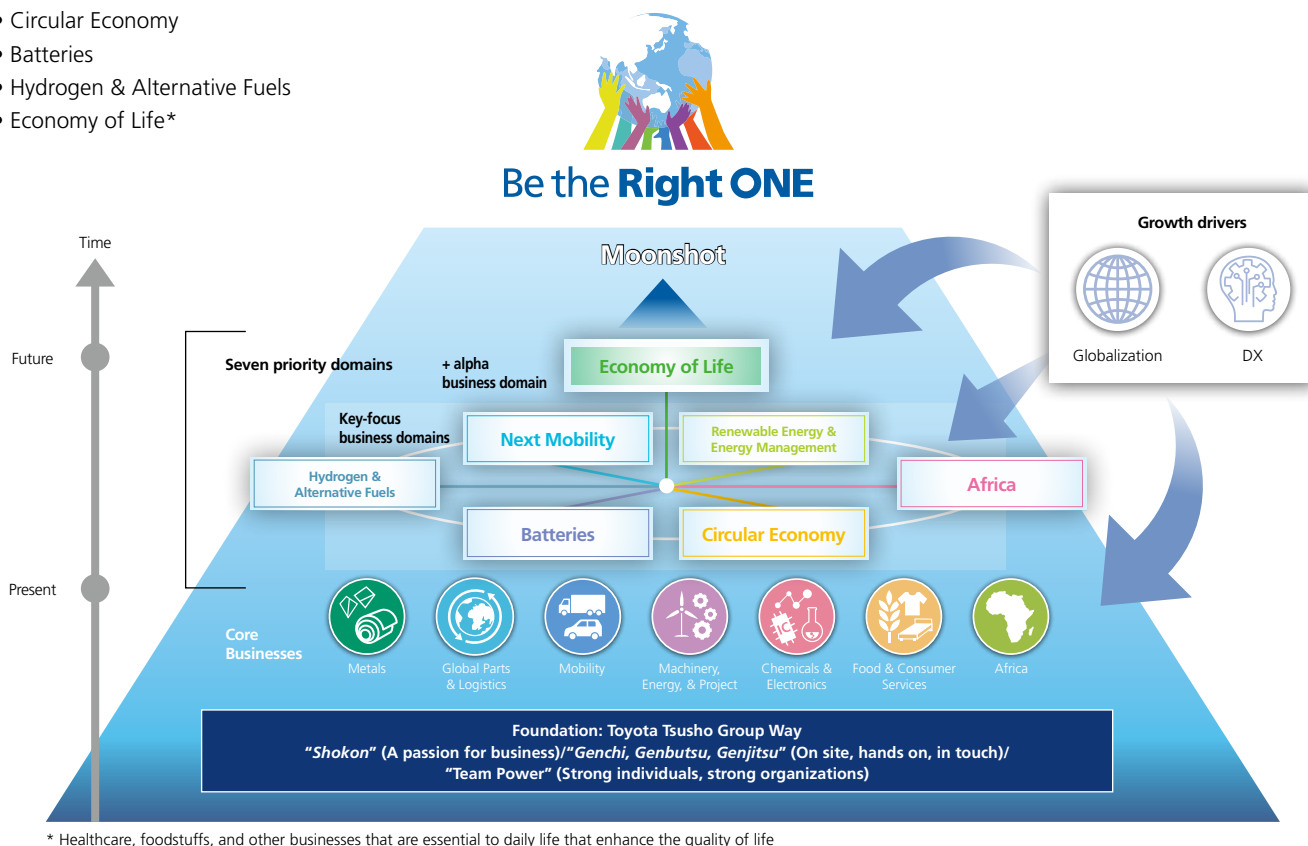 • Circular Economy
• Batteries
• Hydrogen & Alternative Fuels
• Economy of Life*
Be the Right ONE
Growth drivers
Globalization
DX
Time
Future
Present
Moonshot
Seven priority domains
+ alpha
business domain
Economy of Life
Key-focus
business domains
Next Mobility
Renewable Energy &
Energy Management
Hydrogen &
Alternative Fuels
Africa
Batteries
Circular Economy
Core
Businesses
Metals
Global Parts
& Logistics
Mobility
Machinery,
Energy, & Project
Chemicals &
Electronics
Food & Consumer
Services
Africa
Foundation: Toyota Tsusho Group Way
“Shokon” (A passion for business)/“Genchi, Genbutsu, Genjitsu” (On site, hands on, in touch)/
“Team Power” (Strong individuals, strong organizations)
* Healthcare, foodstuffs, and other businesses that are essential to daily life that enhance the quality of life